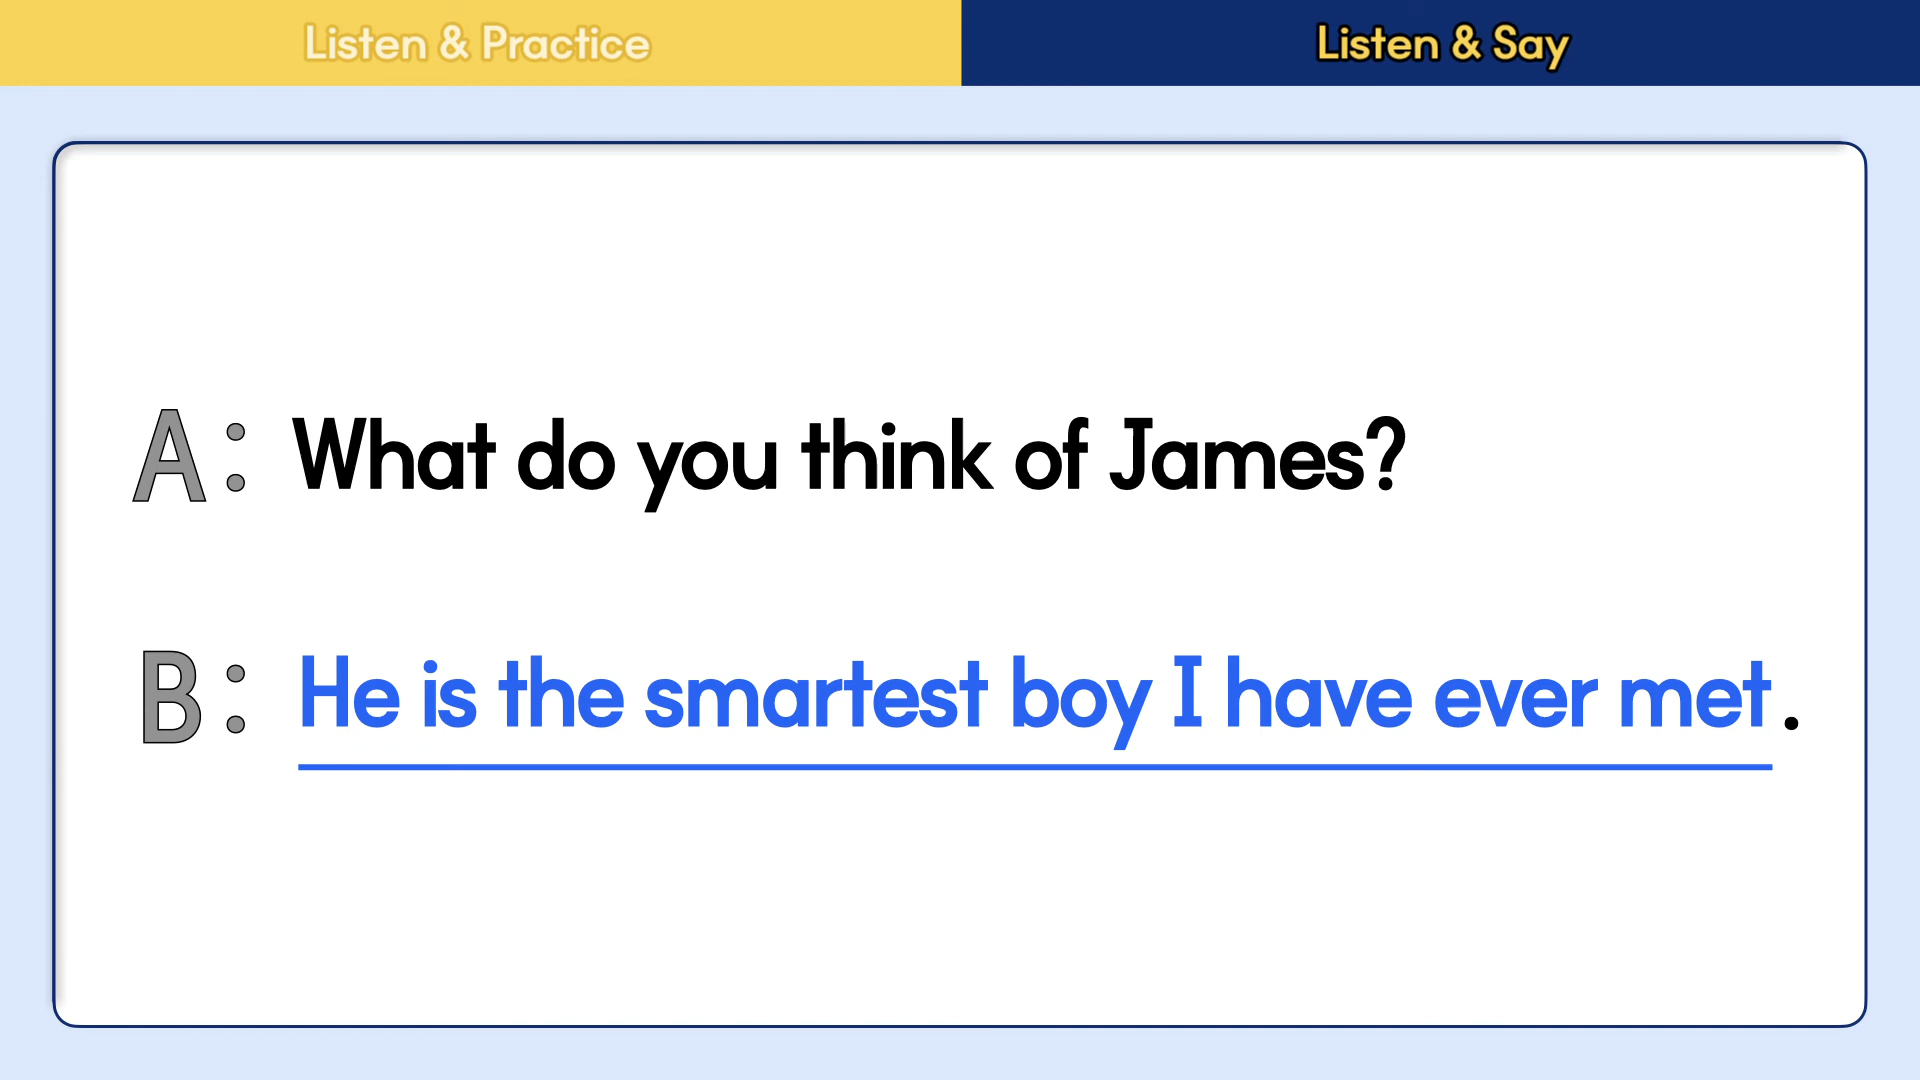 Listen & Practice
Listen & Say
A: What do you think of James?
B: He is the smartest boy I have ever met.